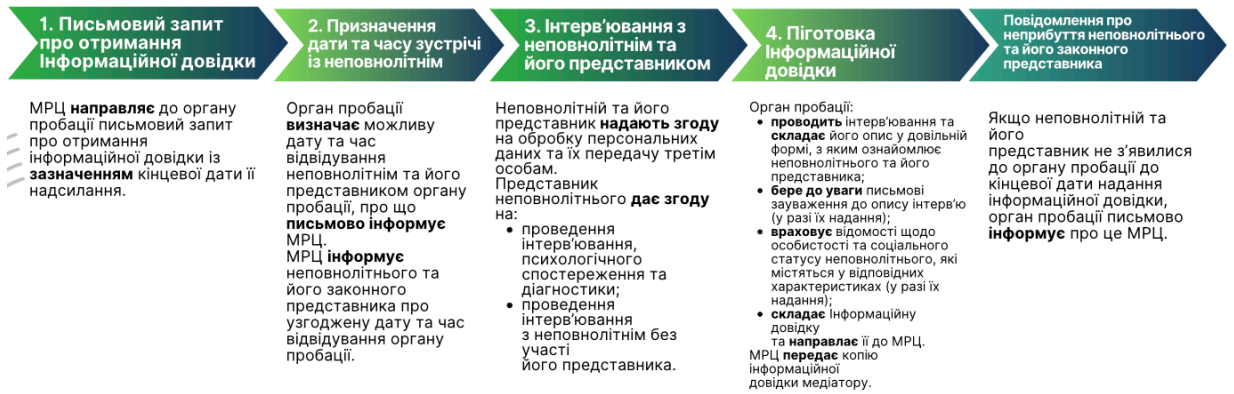 1. Письмовий запит
про отримання
Інформаційної довідки
МРЦ направляє до органу
пробації письмовий запит
про отримання
інформаційної довідки із
зазначенням кінцевої дати її
надсилання.
2. Призначення
дати та часу зустрічі
із неповнолітнім
Орган пробації
визначає можливу
дату та час
відвідування
неповнолітнім та його
представником органу
пробації, про що
письмово інформує
МРЦ.
МРЦ інформує
неповнолітнього та
його законного
представника про
узгоджену дату та час
відвідування органу
пробації.
3. Інтерв’ювання з
неповнолітнім та
його представником
Неповнолітній та його
представник надають згоду
на обробку персональних
даних та їх передачу третім
особам.
Представник
неповнолітнього дає згоду
на:
• проведення
інтерв’ювання,
психологічного
спостереження та
діагностики;
• проведення
інтерв’ювання
з неповнолітнім без
участі
його представника.
4. Піготовка
Інформаційної
довідки
Орган пробації:
• проводить інтерв’ювання та
складає його опис у довільній
формі, з яким ознайомлює
неповнолітнього та його
представника;
• бере до уваги письмові
зауваження до опису інтерв’ю
(у разі їх надання);
• враховує відомості щодо
особистості та соціального
статусу неповнолітнього, які
містяться у відповідних
характеристиках (у разі їх
надання);
• складає Інформаційну
довідку
та направлає її до МРЦ.
МРЦ передає копію
інформаційної
довідки медіатору.
Повідомлення про
неприбуття неповнолітнього
та його законного
представника
Якщо неповнолітній та
його
представник не з’явилися
до органу пробації до
кінцевої дати надання
інформаційної довідки,
орган пробації письмово
інформує про це МРЦ.